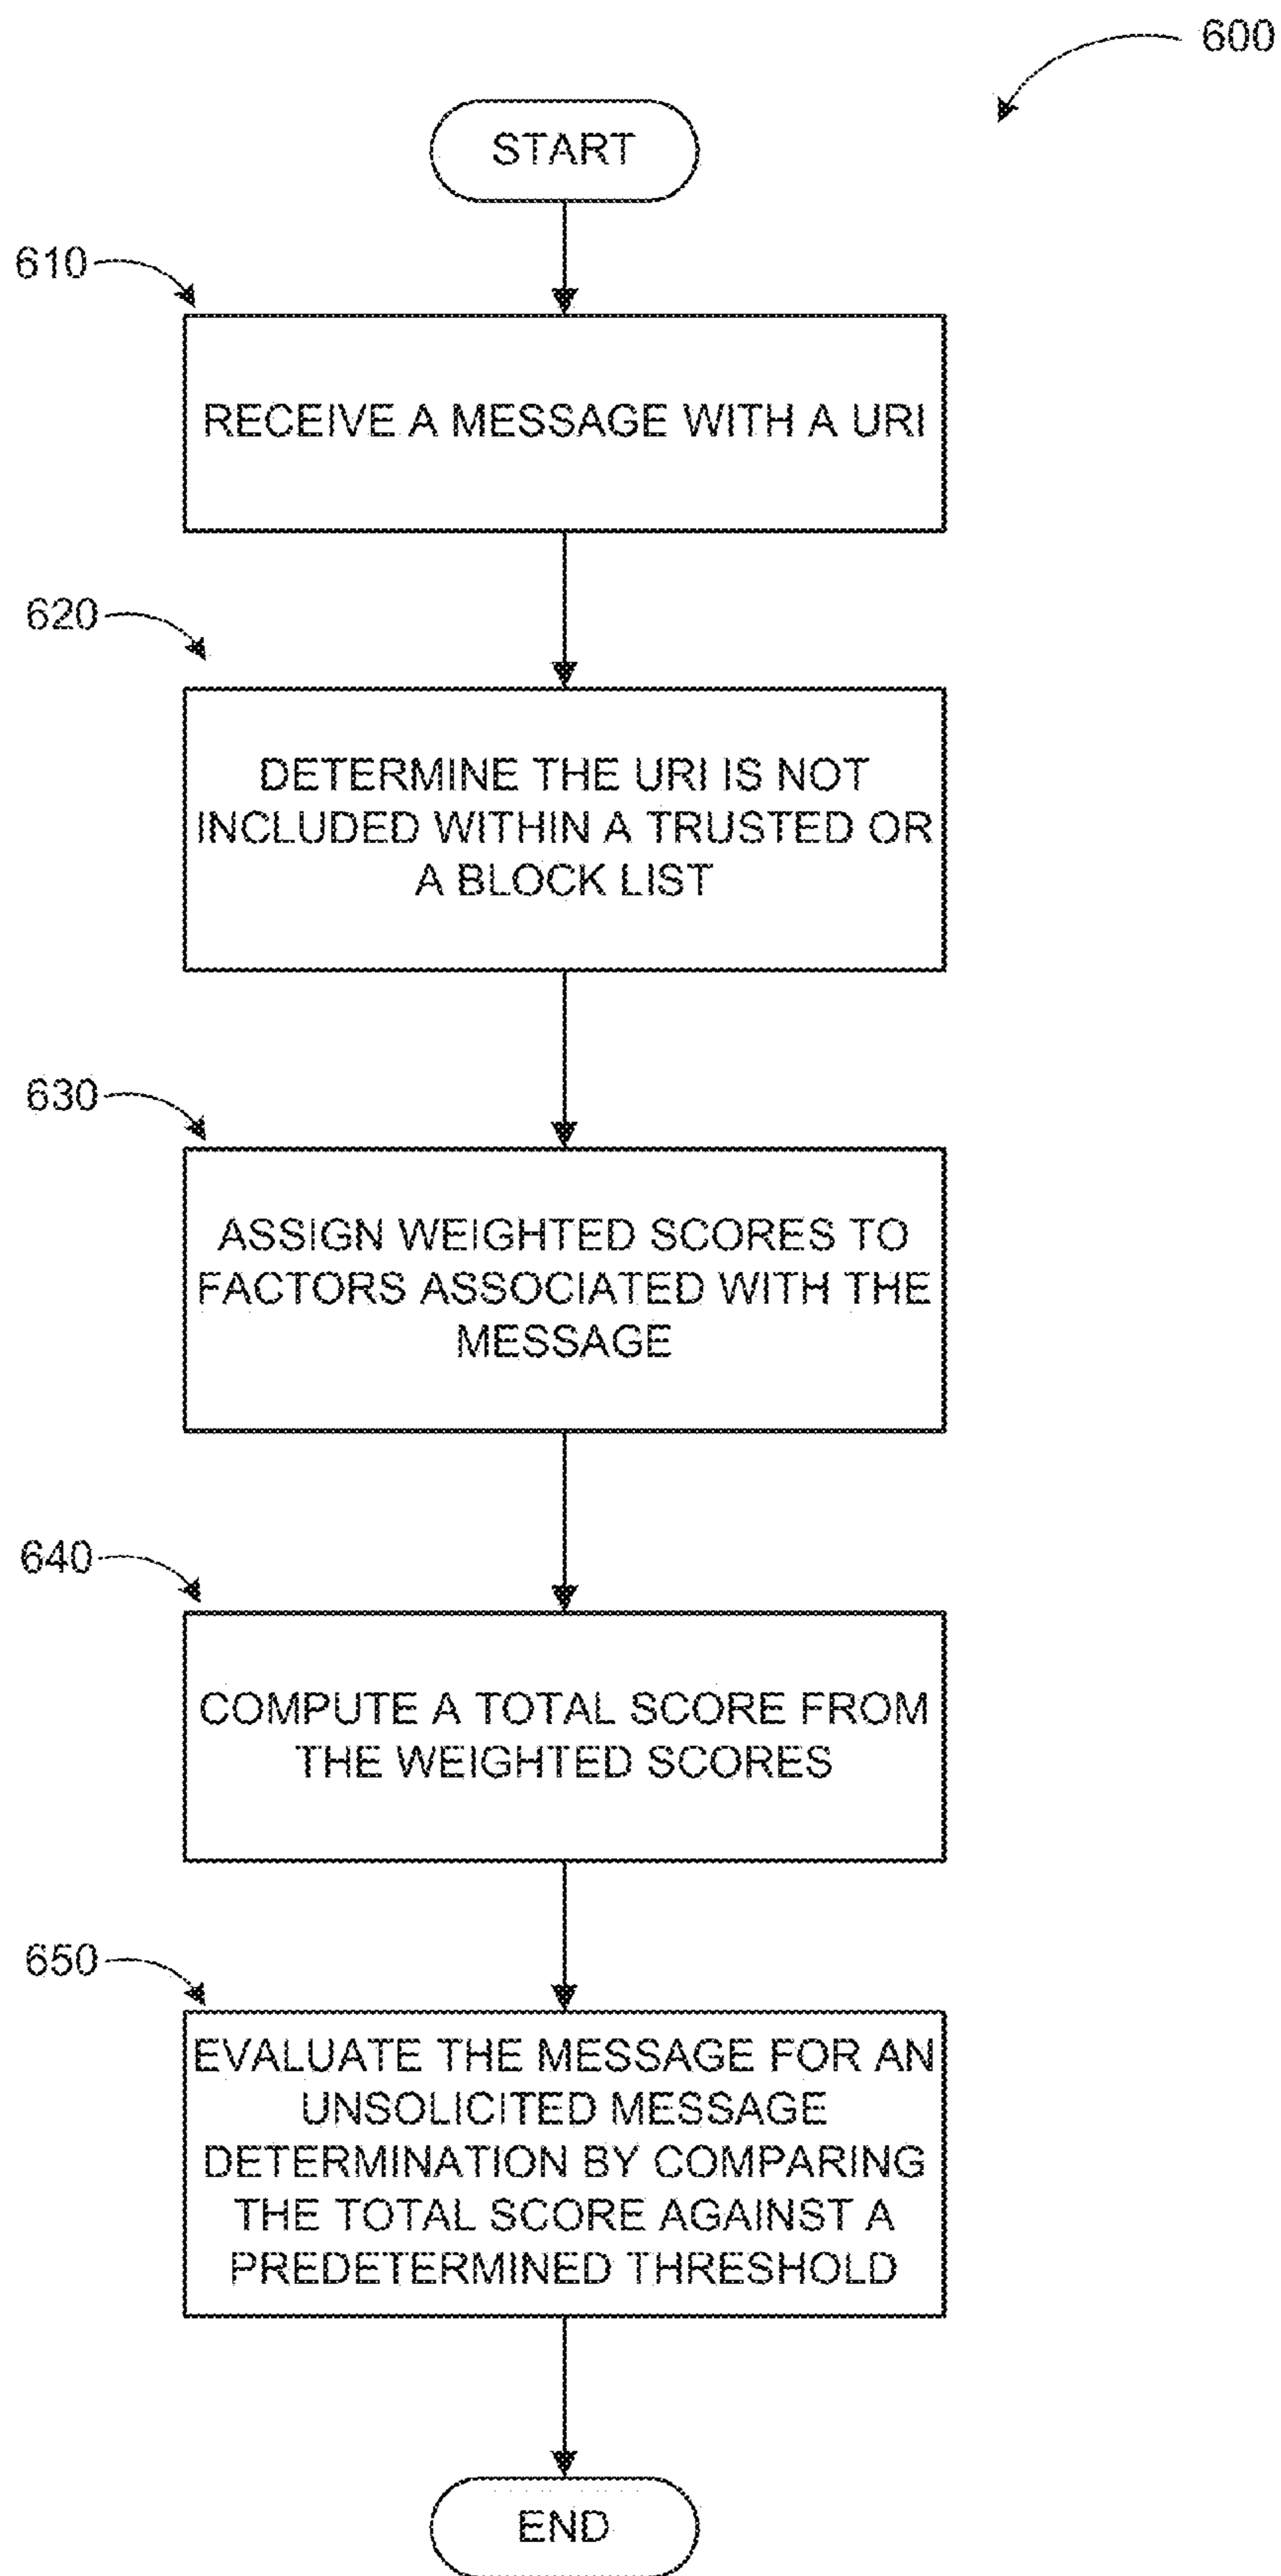 600
START
610
RECEIVE A MESSAGE WITH A URI
620
DETERMINE THE URI IS NOT
INCLUDED WITHIN A TRUSTED OR
A BLOCK LIST
630
ASSIGN WEIGHTED SCORES TO
FACTORS ASSOCIATED WITH THE
MESSAGE
640
COMPUTE A TOTAL SCORE FROM
THE WEIGHTED SCORES
650
EVALUATE THE MESSAGE FOR AN
UNSOLICITED MESSAGE
DETERMINATION BY COMPARING
THE TOTAL SCORE AGAINST A
PREDETERMINED THRESHOLD
END